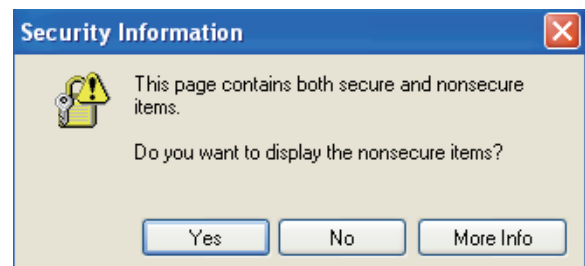 Security Information
This page contains both secure and nonsecure
items.
Do you want to display the nonsecure items?
Yes No More Info